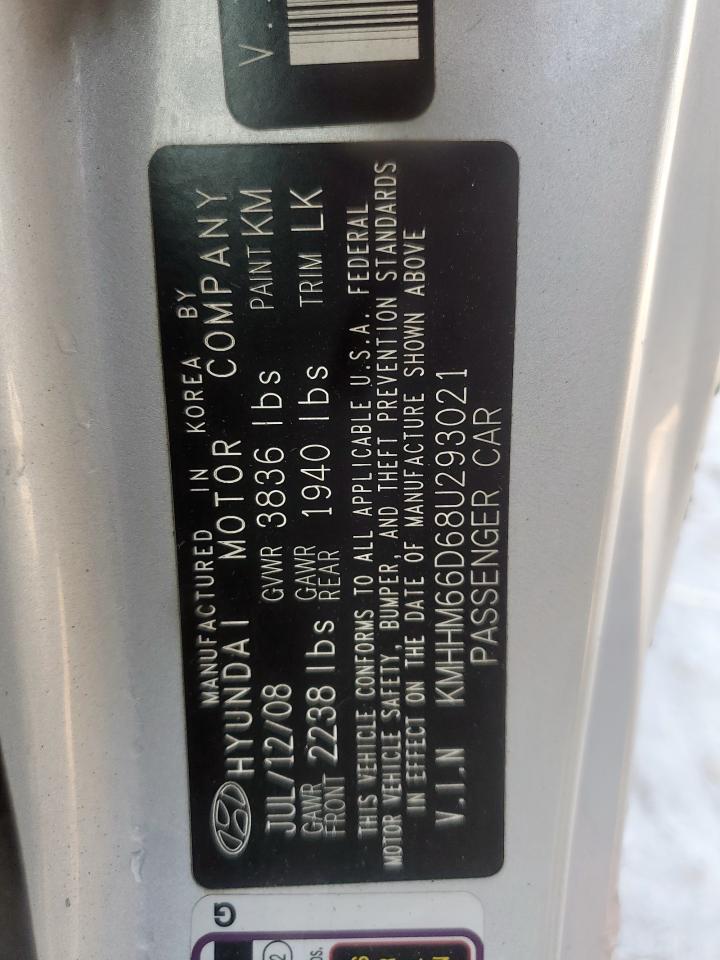 V.
MANUFACTURED IN KOREA BY
HYUNDAI MOTOR COMPANY
JUL/12/08 GVWR 3836 lbs PAINT KM
GAWR FRONT 2238 lbs GAWR REAR 1940 lbs TRIM LK
THIS VEHICLE CONFORMS TO ALL APPLICABLE U.S.A. FEDERAL
MOTOR VEHICLE SAFETY, BUMPER, AND THEFT PREVENTION STANDARDS
IN EFFECT ON THE DATE OF MANUFACTURE SHOWN ABOVE
V.I.N KMHHM66D68U293021
PASSENGER CAR